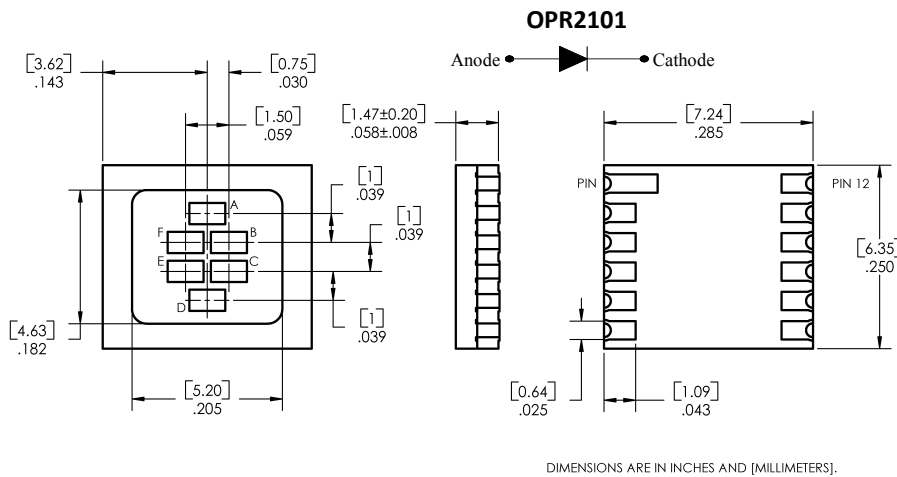 OPR2101
Anode
Cathode
[3.62]
.143
[0.75]
.030
[1.50]
.059
[1.47±0.20]
.058±.008
[7.24]
.285
[1]
.039
[1]
.039
[1]
.039
A
F
B
E
C
D
PIN
PIN 12
[6.35]
.250
[4.63]
.182
[5.20]
.205
[0.64]
.025
[1.09]
.043
DIMENSIONS ARE IN INCHES AND [MILLIMETERS].